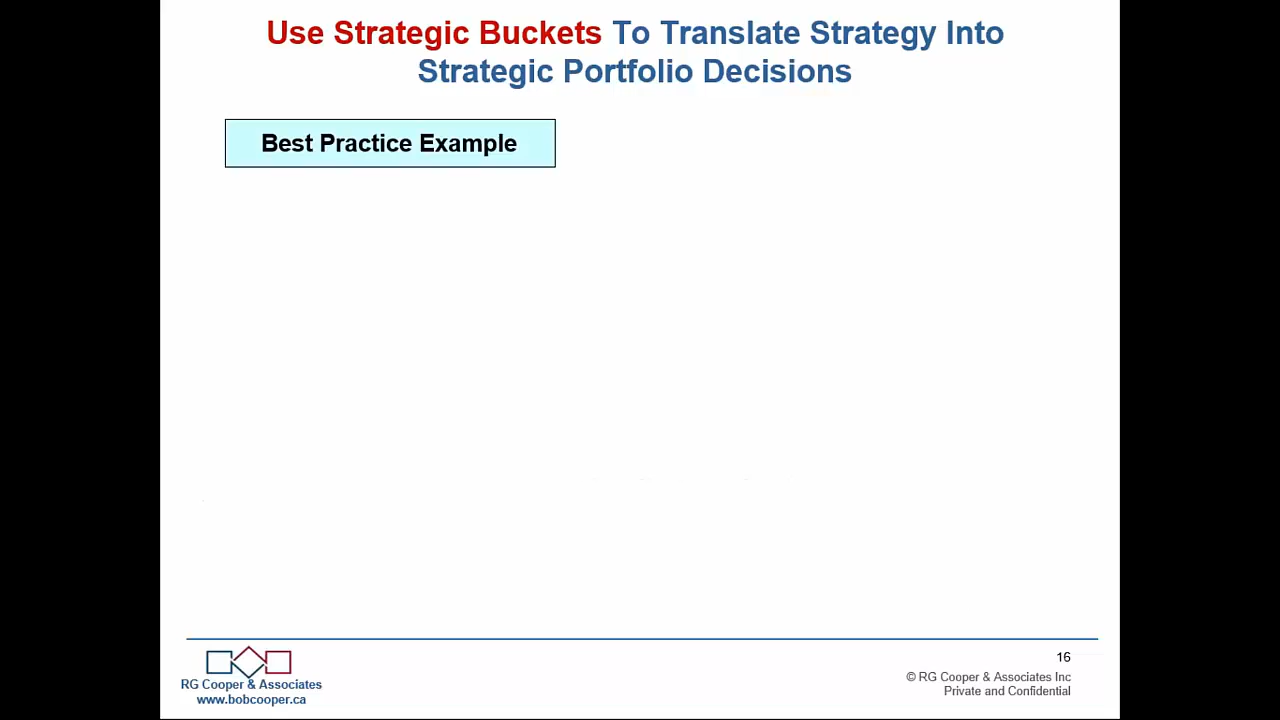 Use Strategic Buckets To Translate Strategy Into
Strategic Portfolio Decisions
Best Practice Example
16
RG Cooper & Associates
www.bobcooper.ca
© RG Cooper & Associates Inc
Private and Confidential